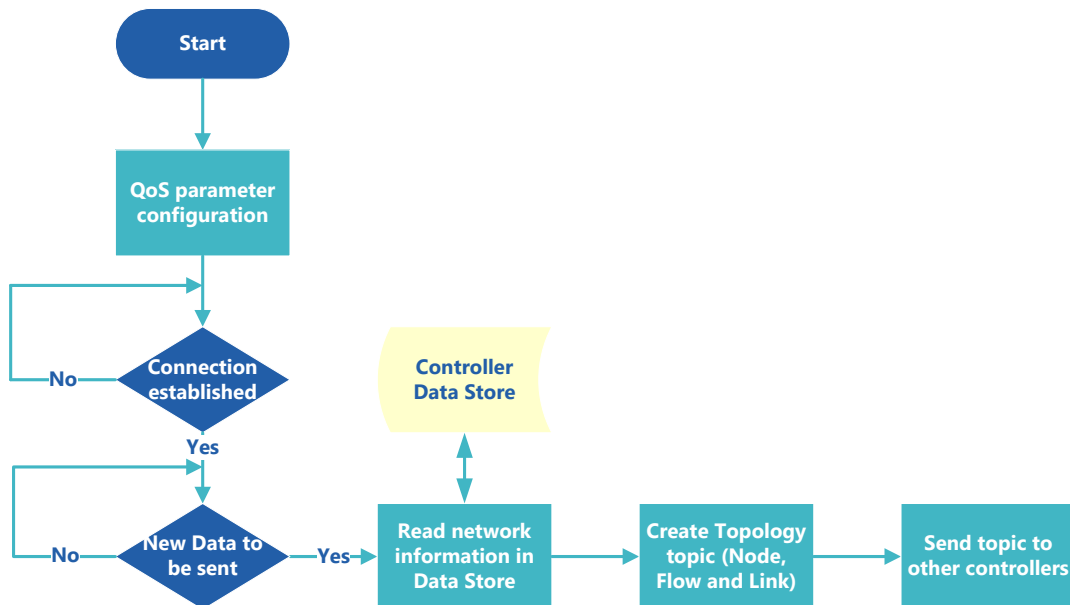 Start
QoS parameter
configuration
Connection
established
No
Yes
Controller
Data Store
New Data to
be sent
No
Yes
Read network
information in
Data Store
Create Topology
topic (Node,
Flow and Link)
Send topic to
other controllers